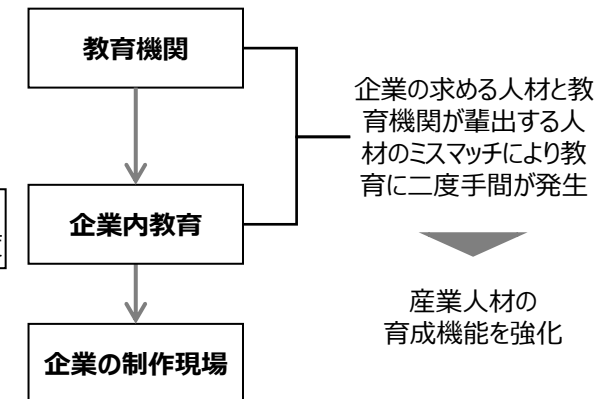 教育機関
企業の求める人材と教
育機関が輩出する人
材のミスマッチにより教
育に二度手間が発生
企業内教育
産業人材の
育成機能を強化
企業の制作現場